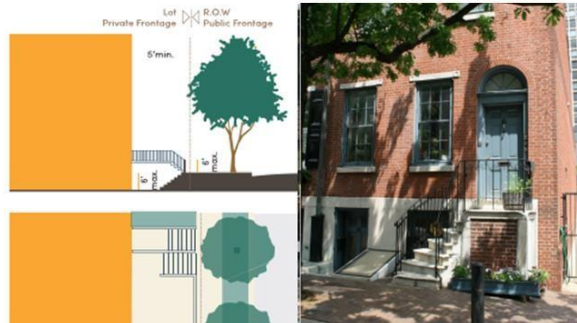 Lot R.O.W
Private Frontage Public Frontage
5'min.
6' max.
6' max.